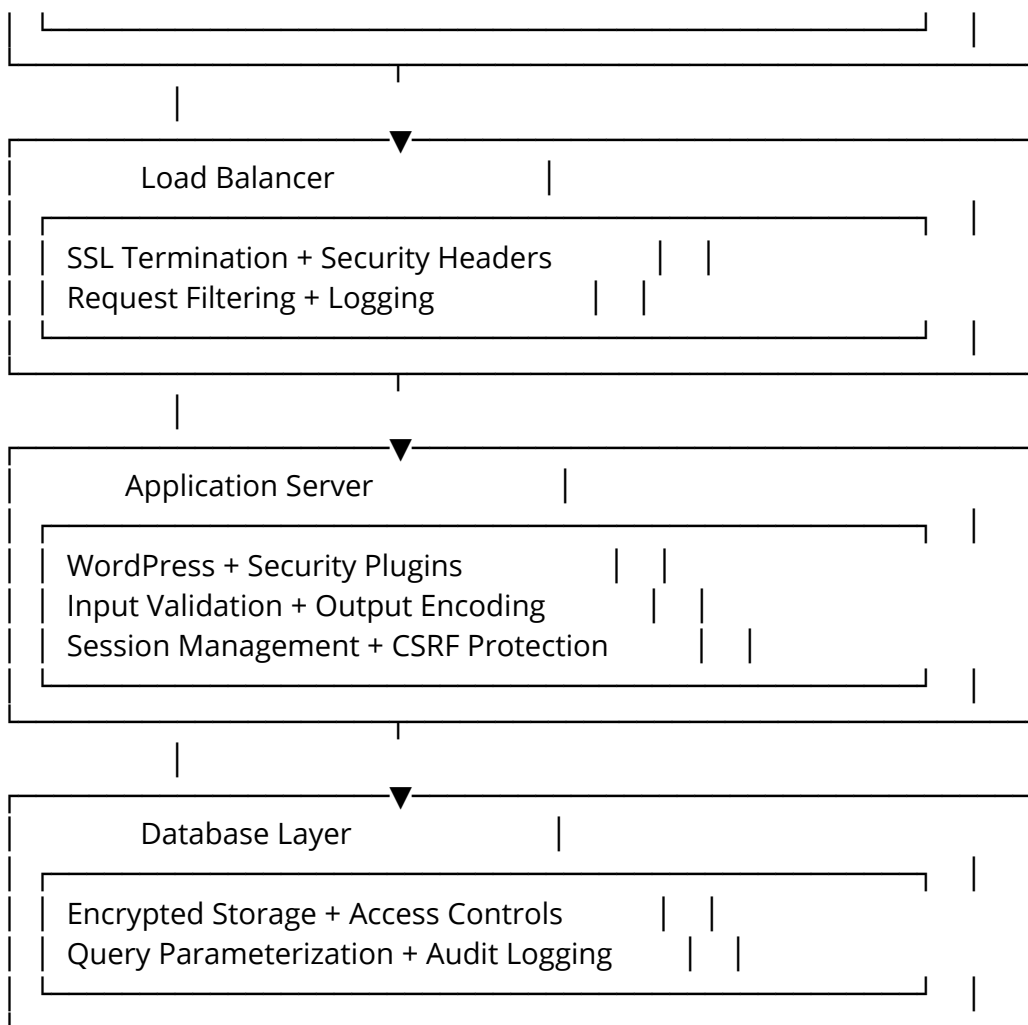 Load Balancer
SSL Termination + Security Headers
Request Filtering + Logging
Application Server
WordPress + Security Plugins
Input Validation + Output Encoding
Session Management + CSRF Protection
Database Layer
Encrypted Storage + Access Controls
Query Parameterization + Audit Logging